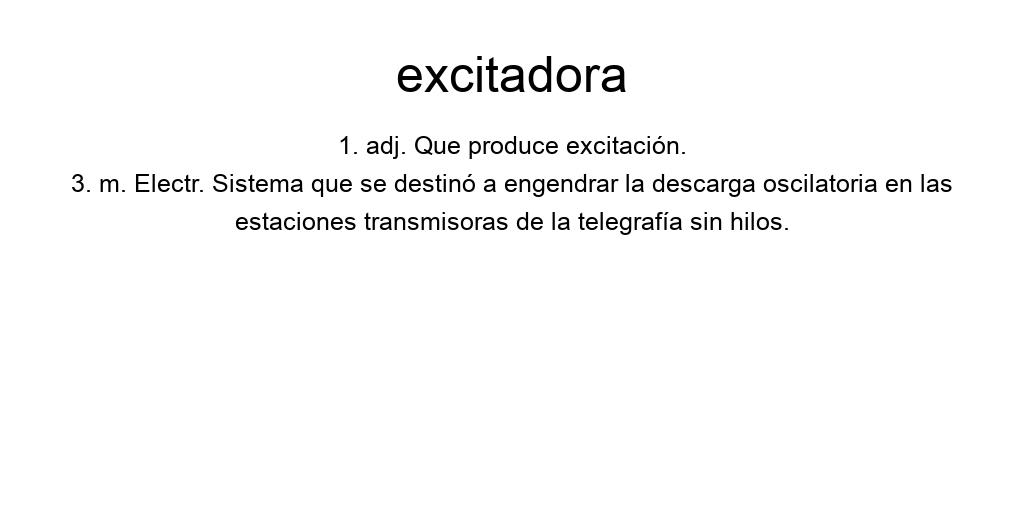 excitadora
1. adj. Que produce excitación.
3. m. Electr. Sistema que se destinó a engendrar la descarga oscilatoria en las
estaciones transmisoras de la telegrafía sin hilos.